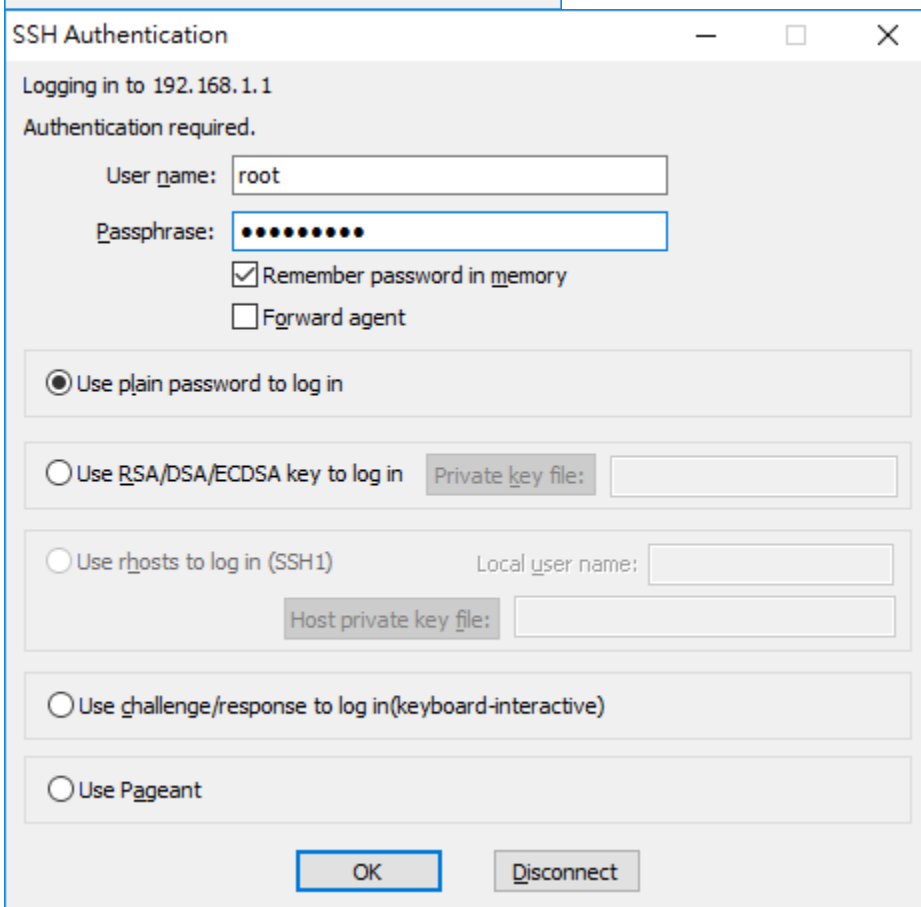 SSH Authentication
Logging in to 192.168.1.1
Authentication required.
User name: root
Passphrase: ●●●●●●●●●
Remember password in memory
Forward agent
Use plain password to log in
Use RSA/DSA/ECDSA key to log in Private key file:
Use rhosts to log in (SSH1) Local user name:
Host private key file:
Use challenge/response to log in(keyboard-interactive)
Use Pageant
OK Disconnect